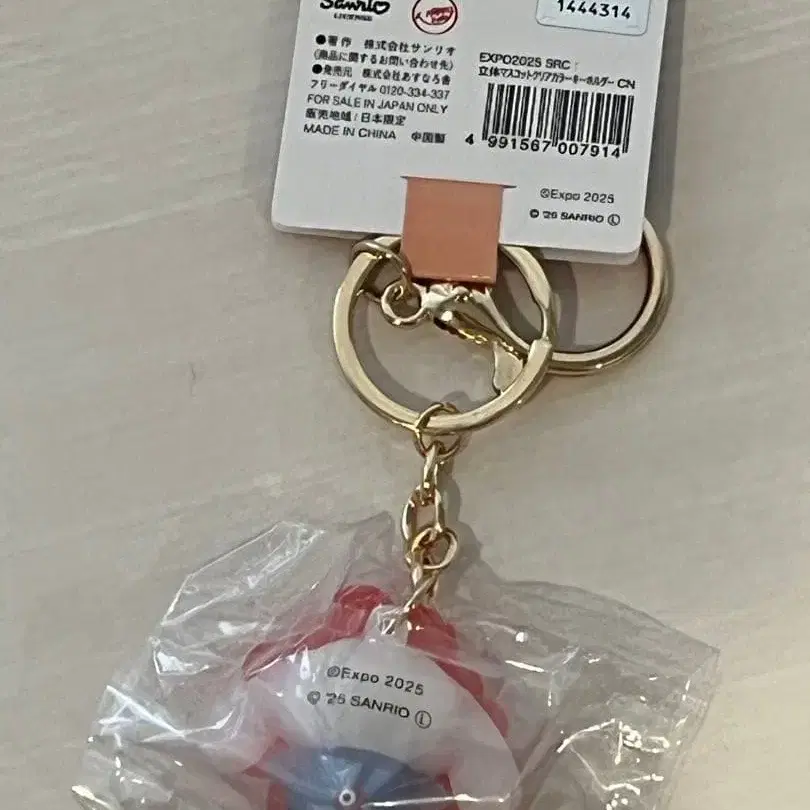 Sanrio
LICENSE
1444314
●著作 株式会社サンリオ
(商品に関するお問い合わせ先)
●発売元 株式会社あすなろ舎
フリーダイヤル 0120-334-337
FOR SALE IN JAPAN ONLY
販売地域:日本限定
MADE IN CHINA 中国製
EXPO2025 SRC
立体マスコットクリアカラーキーホルダー CN
4 991567 007914
©Expo 2025
© '25 SANRIO Ⓛ
©Expo 2025
© '25 SANRIO Ⓛ